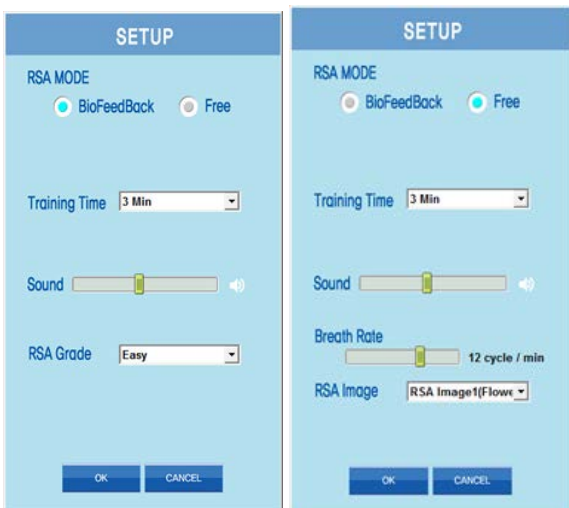 SETUP
RSA MODE
BioFeedBack Free
Training Time 3 Min
Sound
RSA Grade Easy
OK CANCEL
SETUP
RSA MODE
BioFeedBack Free
Training Time 3 Min
Sound
Breath Rate
12 cycle / min
RSA Image RSA Image1(Flowe
OK CANCEL